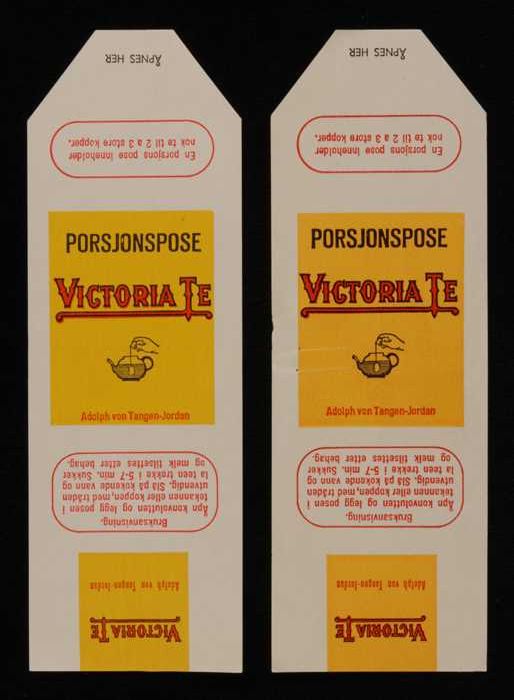 ÅPNES HER
En porsjons pose inneholder
nok te til 2 a 3 store kopper.
PORSJONSPOSE
VICTORIA TE
Adolph von Tangen-Jordan
Bruksanvisning.
Åpn konvolutten og legg posen i
tekannen eller koppen, med tråden
utvendig. Slå på kokende vann og
la teen trekke i 5-7 min. Sukker
og melk tilsettes etter behag.
Adolph von Tangen-Jordan
VICTORIA TE
ÅPNES HER
En porsjons pose inneholder
nok te til 2 a 3 store kopper.
PORSJONSPOSE
VICTORIA TE
Adolph von Tangen-Jordan
Bruksanvisning.
Åpn konvolutten og legg posen i
tekannen eller koppen, med tråden
utvendig. Slå på kokende vann og
la teen trekke i 5-7 min. Sukker
og melk tilsettes etter behag.
Adolph von Tangen-Jordan
VICTORIA TE